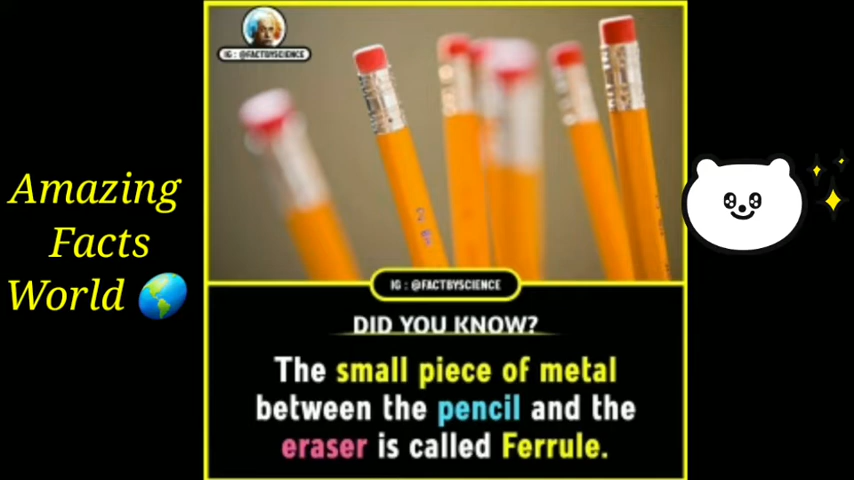 IG : @FACTBYSCIENCE
Amazing
Facts
World
IG : @FACTBYSCIENCE
DID YOU KNOW?
The small piece of metal
between the pencil and the
eraser is called Ferrule.